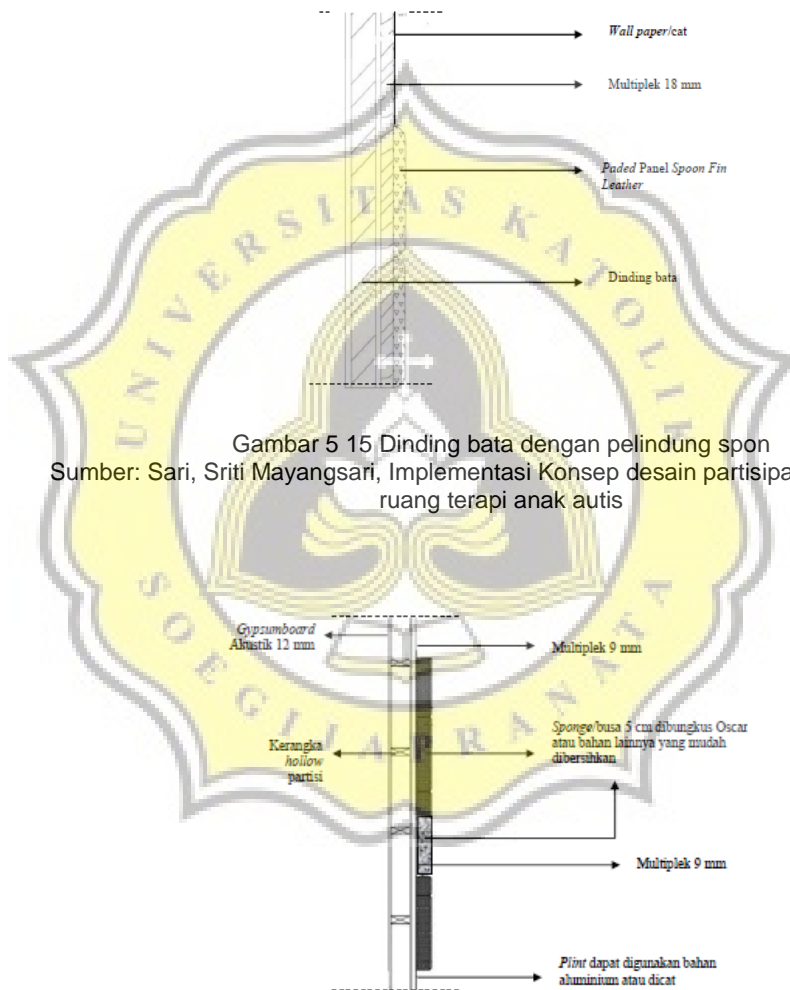 Wall paper/cat
Multiplek 18 mm
Paded Panel Spoon Fin
Leather
Dinding bata
UNIVERSITAS KATOLIK
Gambar 5 15 Dinding bata dengan pelindung spon
Sumber: Sari, Sriti Mayangsari, Implementasi Konsep desain partisipa
ruang terapi anak autis
SOEGIJAPRANATA
Gypsumboard
Akustik 12 mm
Multiplek 9 mm
Kerangka
hollow
partisi
Sponge/busa 5 cm dibungkus Oscar
atau bahan lainnya yang mudah
dibersihkan
Multiplek 9 mm
Plint dapat digunakan bahan
aluminium atau dicat